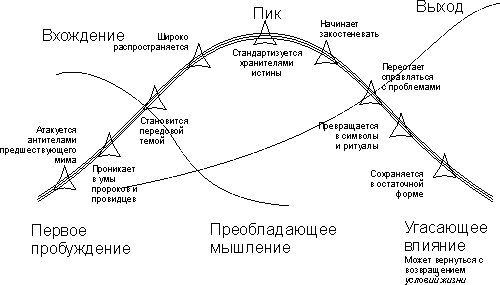 Вхождение
Пик
Выход
Широко
распространяется
Стандартизуется
хранителями
истины
Начинает
закостеневать
Атакуется
антителами
предшествующего
мима
Становится
передовой
темой
Перестает
справляться
с проблемами
Проникает
в умы
пророков и
провидцев
Превращается
в символы
и ритуалы
Сохраняется
в остаточной
форме
Первое
пробуждение
Преобладающее
мышление
Угасающее
влияние
Может вернуться с
возвращением
условий жизни